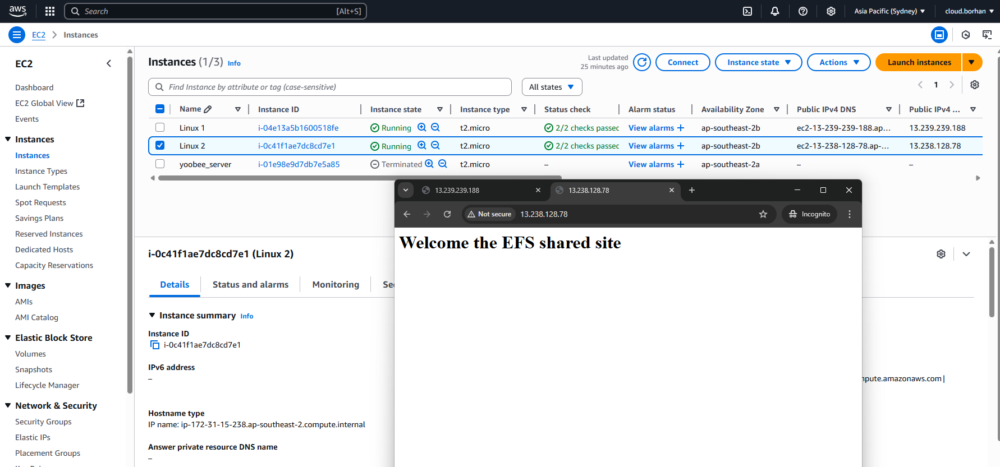 aws
Search [Alt+S]
Asia Pacific (Sydney) cloud.borhan
EC2 Instances
EC2
Dashboard
EC2 Global View
Events
Instances
Instances
Instance Types
Launch Templates
Spot Requests
Savings Plans
Reserved Instances
Dedicated Hosts
Capacity Reservations
Images
AMIs
AMI Catalog
Elastic Block Store
Volumes
Snapshots
Lifecycle Manager
Network & Security
Security Groups
Elastic IPs
Placement Groups
Instances (1/3) Info
Last updated
25 minutes ago
Connect Instance state Actions Launch instances
Find Instance by attribute or tag (case-sensitive) All states
1
Name Instance ID Instance state Instance type Status check Alarm status Availability Zone Public IPv4 DNS Public IPv4 ...
Linux 1 i-04e13a5b1600518fe Running t2.micro 2/2 checks passec View alarms + ap-southeast-2b ec2-13-239-239-188.ap... 13.239.239.188
Linux 2 i-0c41f1ae7dc8cd7e1 Running t2.micro 2/2 checks passec View alarms + ap-southeast-2b ec2-13-238-128-78.ap-... 13.238.128.78
yoobee_server i-01e98e9d7db7e5a85 Terminated t2.micro – View alarms + ap-southeast-2a – –
13.239.239.188 13.238.128.78
Not secure 13.238.128.78 Incognito
Welcome the EFS shared site
i-0c41f1ae7dc8cd7e1 (Linux 2)
Details Status and alarms Monitoring Se
Instance summary Info
Instance ID
i-0c41f1ae7dc8cd7e1
IPv6 address
–
npute.amazonaws.com |
Hostname type
IP name: ip-172-31-15-238.ap-southeast-2.compute.internal
Answer private resource DNS name
–